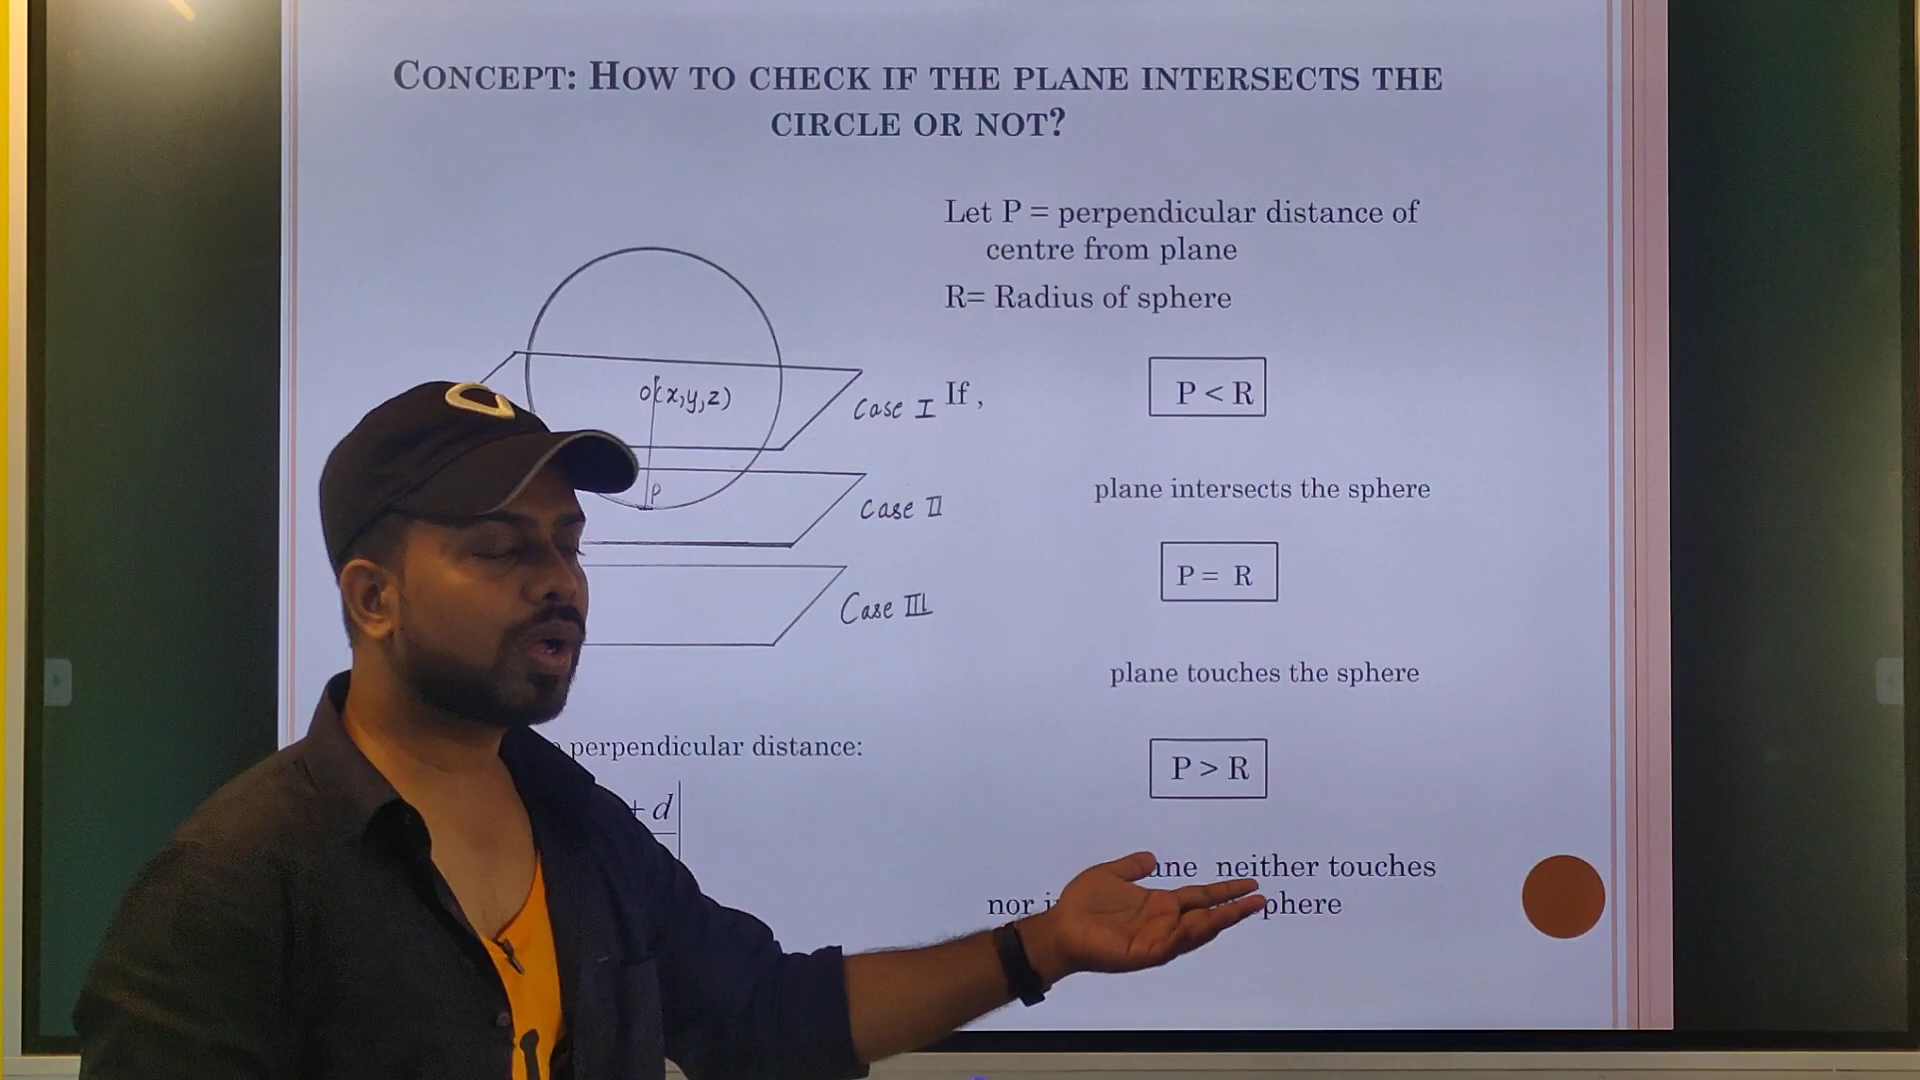 CONCEPT: HOW TO CHECK IF THE PLANE INTERSECTS THE
CIRCLE OR NOT?
Let P = perpendicular distance of
centre from plane
R= Radius of sphere
O(x,y,z)
P
Case I
Case II
Case III
If ,
P < R
plane intersects the sphere
P = R
plane touches the sphere
P > R
neither touches
nor
perpendicular distance:
+ d